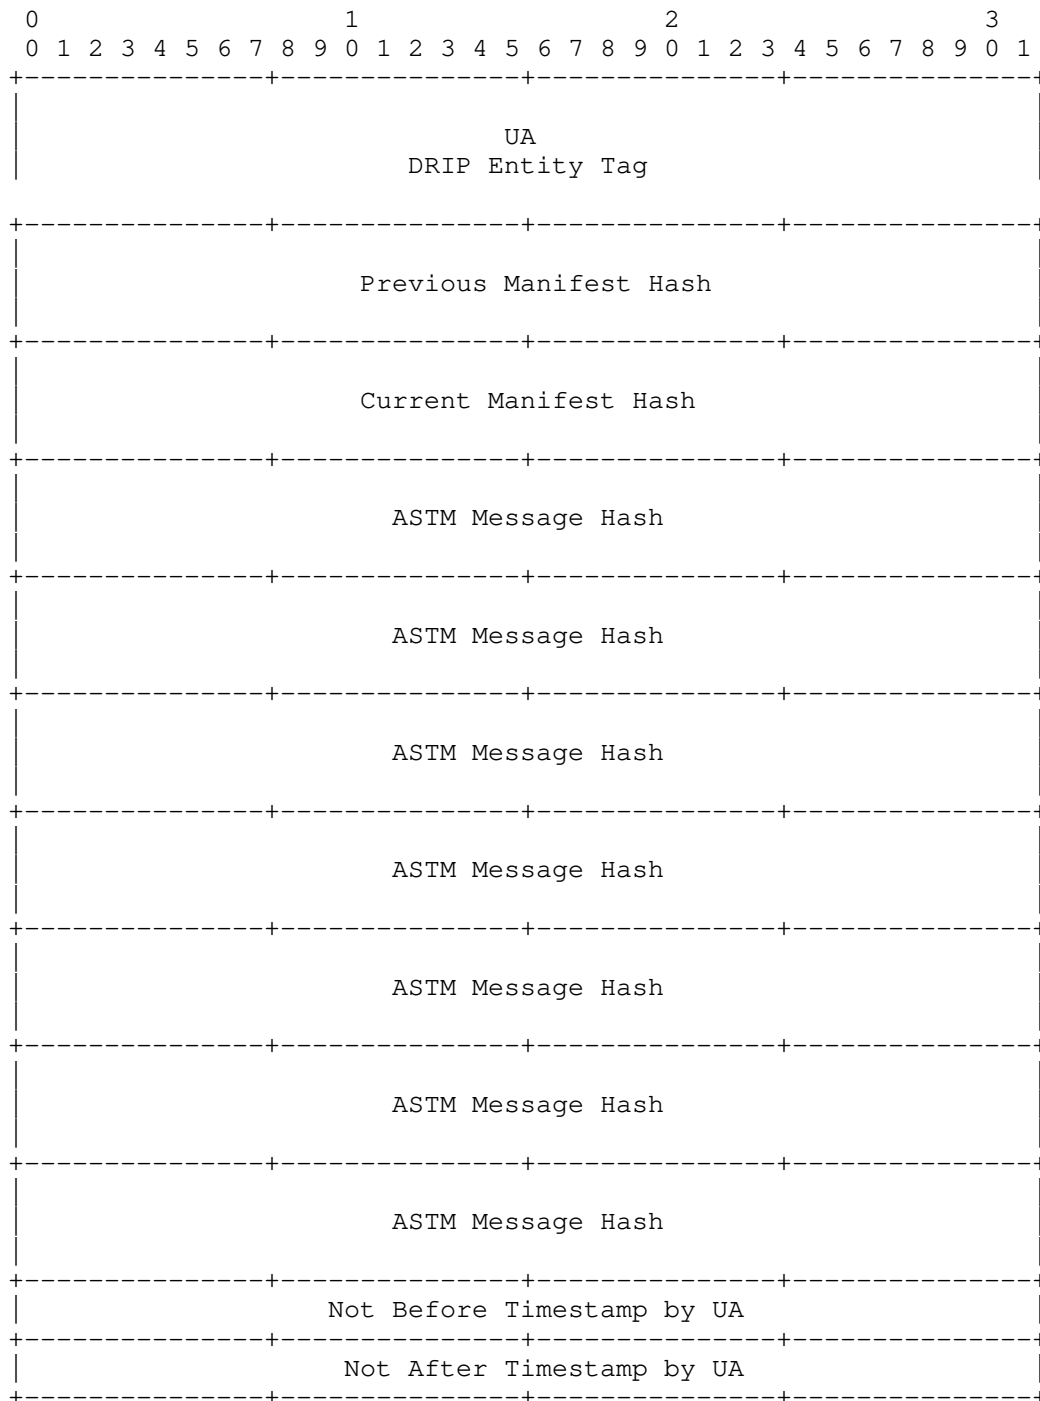 0 1 2 3
0 1 2 3 4 5 6 7 8 9 0 1 2 3 4 5 6 7 8 9 0 1 2 3 4 5 6 7 8 9 0 1
UA
DRIP Entity Tag
Previous Manifest Hash
Current Manifest Hash
ASTM Message Hash
ASTM Message Hash
ASTM Message Hash
ASTM Message Hash
ASTM Message Hash
ASTM Message Hash
ASTM Message Hash
Not Before Timestamp by UA
Not After Timestamp by UA